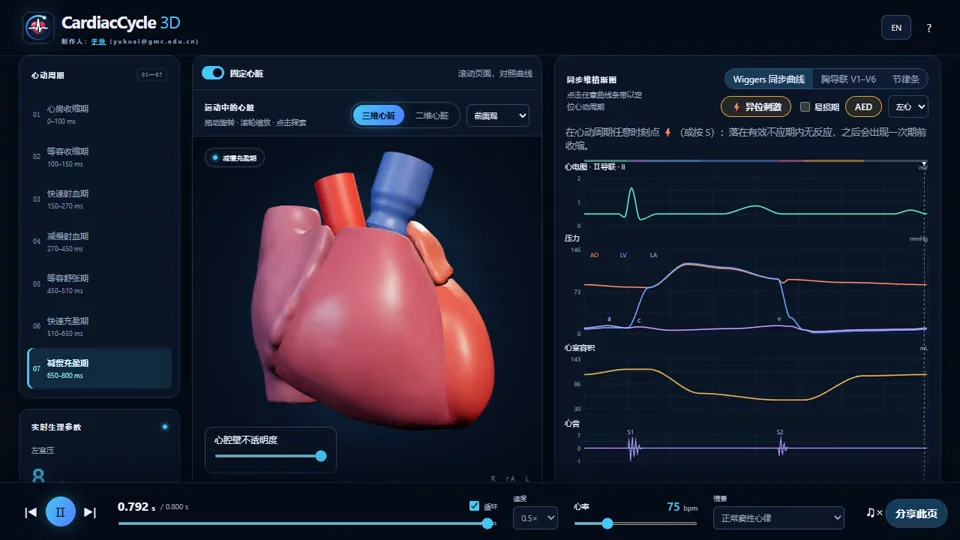 CardiacCycle 3D
制作人：于快 (yukuai@gmc.edu.cn)
EN
?
心动周期
01—07
01 心房收缩期
0–100 ms
02 等容收缩期
100–150 ms
03 快速射血期
150–270 ms
04 减慢射血期
270–450 ms
05 等容舒张期
450–510 ms
06 快速充盈期
510–650 ms
07 减慢充盈期
650–800 ms
实时生理参数
左室压
8
固定心脏
滚动页面，对照曲线
运动中的心脏
拖动旋转 · 滚轮缩放 · 点击探索
三维心脏
二维心脏
前面观
减慢充盈期
心腔壁不透明度
R ↑A L
同步维格斯图
点击任意曲线条带以定
位心动周期
Wiggers 同步曲线
胸导联 V1–V6
节律条
异位刺激
易损期
AED
左心
在心动周期任意时刻点 ⚡ （或按 S）：落在有效不应期内无反应，之后会出现一次期前
收缩。
心电图 · II 导联 · II
mV
2
1
0
压力
mmHg
146
AO LV LA
73
a c v
0
心室容积
mL
143
86
30
心音
S1 S2
1
0
-1
0.792 s / 0.800 s
循环
速度
0.5×
心率
75 bpm
情景
正常窦性心律
分享此页